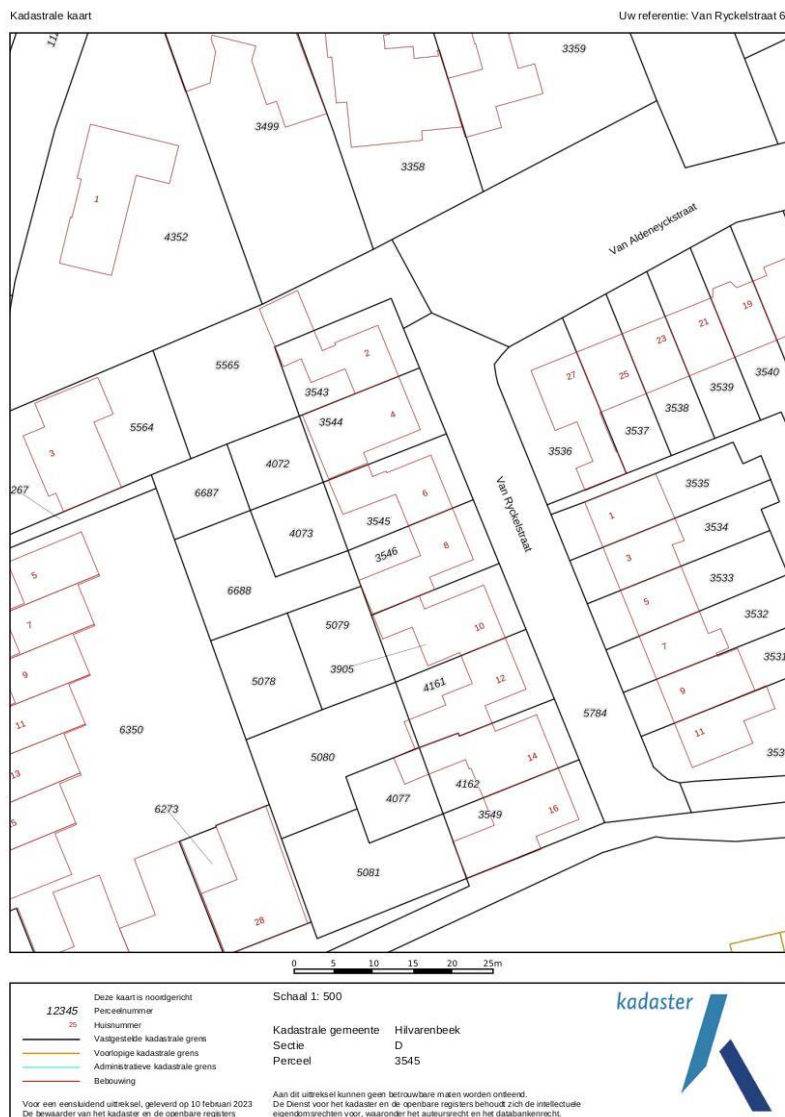 Kadastrale kaart
Uw referentie: Van Ryckelstraat 6
3359
3499
3358
1
4352
Van Aldeneyckstraat
19
21
23
2
5565
25
27
3543
3540
3539
3538
4
3544
5564
3537
3
3536
4072
267
6687
6
3535
Van Ryckelstraat
3545
1
4073
3534
8
3546
3
5
3533
6688
5
7
5079
3532
10
7
3905
3531
9
5078
4161
12
9
11
6350
5784
11
5080
14
13
4162
4077
6273
16
3549
5081
28
0 5 10 15 20 25m
Deze kaart is noordgericht
12345 Perceelnummer
25 Huisnummer
Vastgestelde kadastrale grens
Voorlopige kadastrale grens
Administratieve kadastrale grens
Bebouwing
Voor een eensluidend uittreksel, geleverd op 10 februari 2023
De bewaarder van het kadaster en de openbare registers
Schaal 1: 500
Kadastrale gemeente Hilvarenbeek
Sectie D
Perceel 3545
Aan dit uittreksel kunnen geen betrouwbare maten worden ontleend.
De Dienst voor het kadaster en de openbare registers behoudt zich de intellectuele
eigendomsrechten voor, waaronder het auteursrecht en het databankenrecht.
kadaster